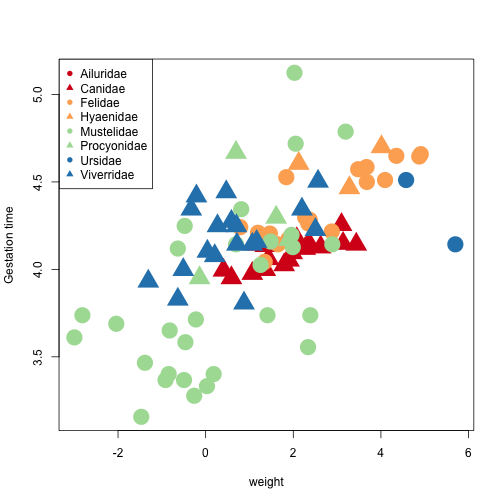 Ailuridae
Canidae
Felidae
Hyaenidae
Mustelidae
Procyonidae
Ursidae
Viverridae
Gestation time
5.0
4.5
4.0
3.5
-2 0 2 4 6
weight